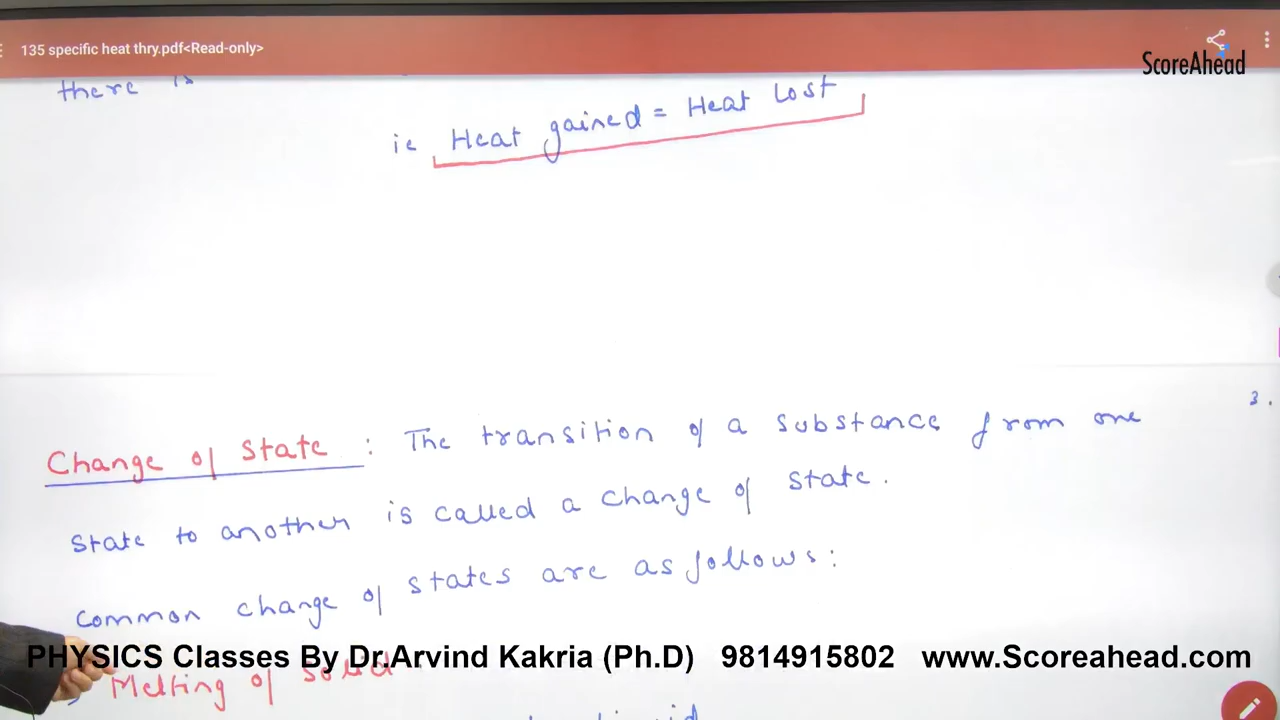 135 specific heat thry.pdf<Read-only>
ScoreAhead
there is
ie Heat gained = Heat Lost
3.
Change of State : The transition of a substance from one
State to another is called a change of state.
Common change of states are as follows:
PHYSICS Classes By Dr.Arvind Kakria (Ph.D) 9814915802 www.Scoreahead.com
Melting of solid